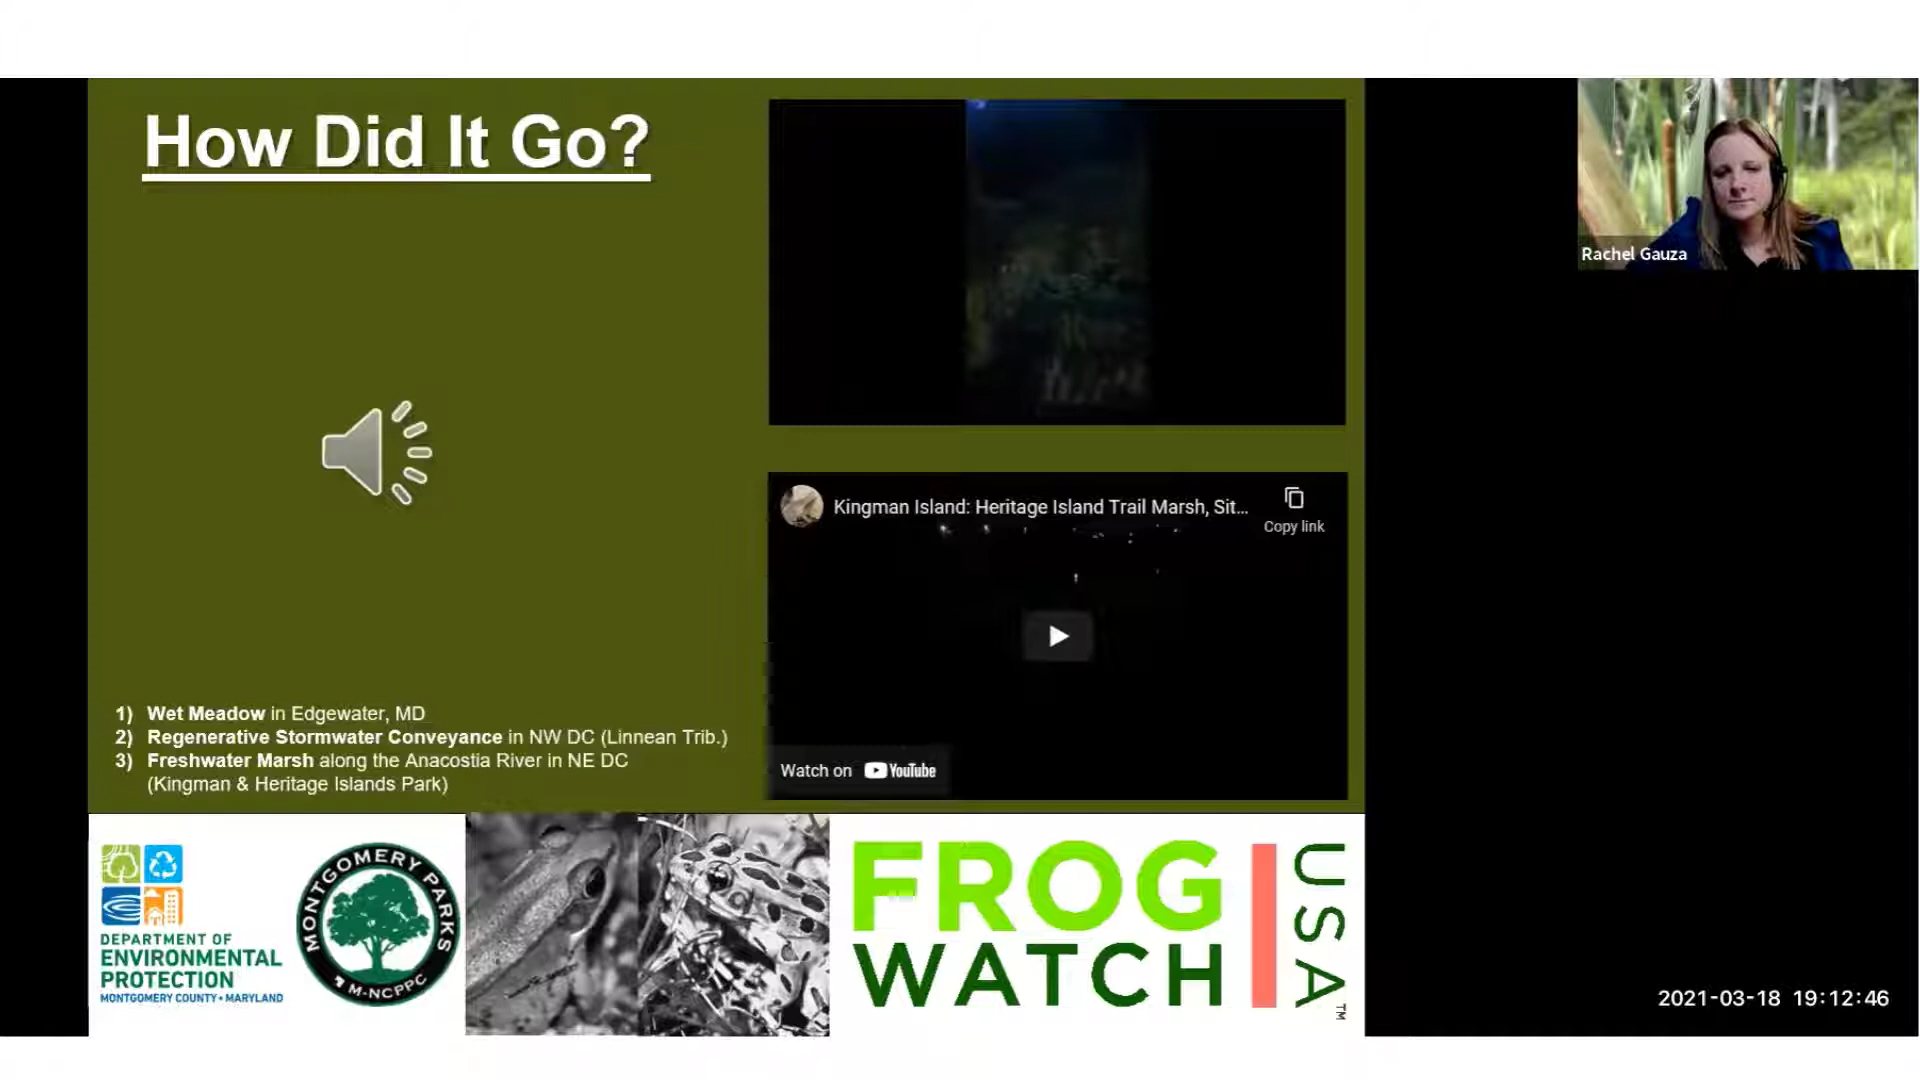 How Did It Go?
Rachel Gauza
Kingman Island: Heritage Island Trail Marsh, Sit...
Copy link
Watch on YouTube
1) Wet Meadow in Edgewater, MD
2) Regenerative Stormwater Conveyance in NW DC (Linnean Trib.)
3) Freshwater Marsh along the Anacostia River in NE DC
(Kingman & Heritage Islands Park)
DEPARTMENT OF
ENVIRONMENTAL
PROTECTION
MONTGOMERY COUNTY • MARYLAND
MONTGOMERY PARKS
M-NCPPC
FROG
WATCH
USA
TM
2021-03-18 19:12:46